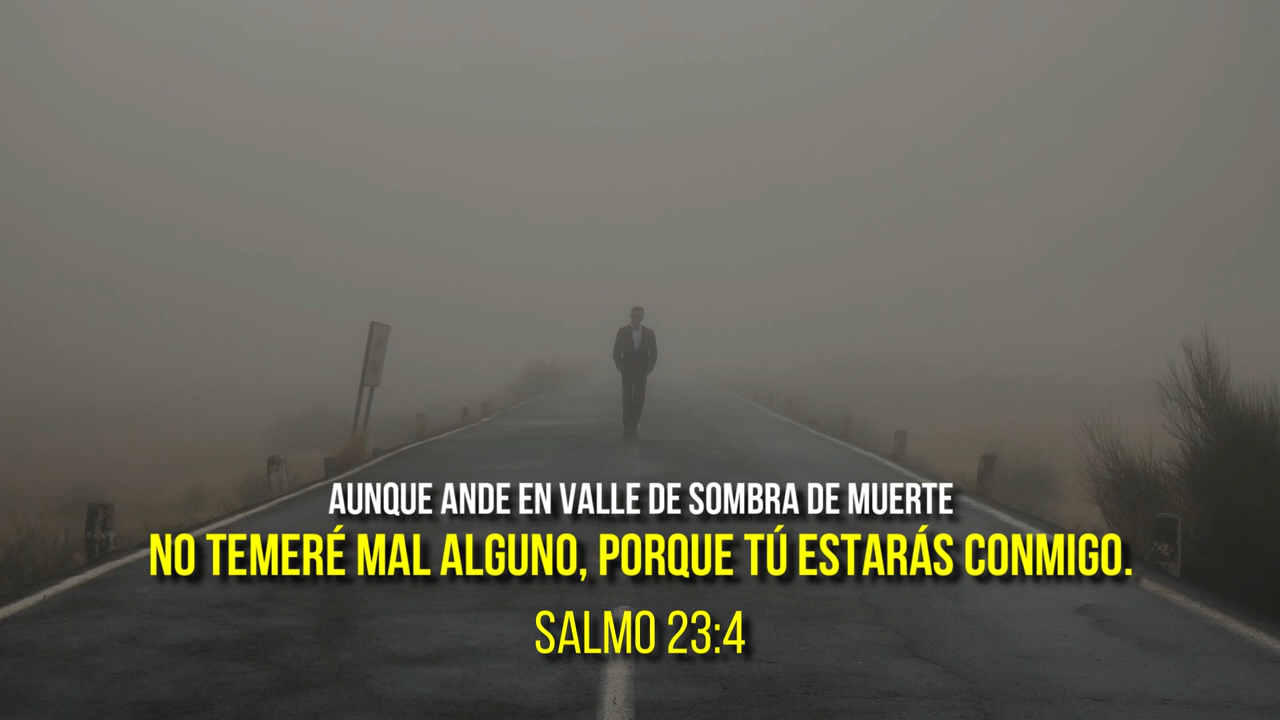 AUNQUE ANDE EN VALLE DE SOMBRA DE MUERTE
NO TEMERÉ MAL ALGUNO, PORQUE TÚ ESTARÁS CONMIGO.
SALMO 23:4